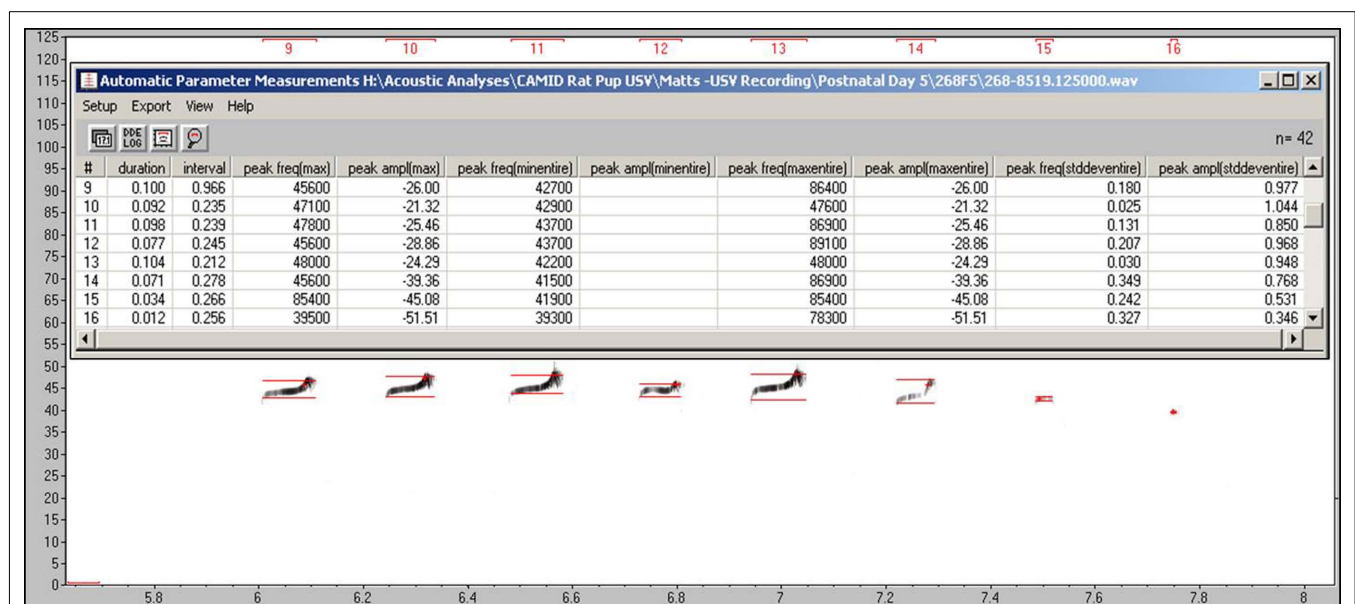 125
9 10 11 12 13 14 15 16
120
115
Automatic Parameter Measurements H:\Acoustic Analyses\CAMID Rat Pup USV\Matts -USV Recording\Postnatal Day 5\268F5\268-8519.125000.wav
110
Setup Export View Help
105
DDE LOG
n= 42
100
95
# duration interval peak freq(max) peak ampl(max) peak freq(minentire) peak ampl(minentire) peak freq(maxentire) peak ampl(maxentire) peak freq(stddeventire) peak ampl(stddeventire)
90
9 0.100 0.966 45600 -26.00 42700 86400 -26.00 0.180 0.977
10 0.092 0.235 47100 -21.32 42900 47600 -21.32 0.025 1.044
85
11 0.098 0.239 47800 -25.46 43700 86900 -25.46 0.131 0.850
80
12 0.077 0.245 45600 -28.86 43700 89100 -28.86 0.207 0.968
75
13 0.104 0.212 48000 -24.29 42200 48000 -24.29 0.030 0.948
70
14 0.071 0.278 45600 -39.36 41500 86900 -39.36 0.349 0.768
65
15 0.034 0.266 85400 -45.08 41900 85400 -45.08 0.242 0.531
60
16 0.012 0.256 39500 -51.51 39300 78300 -51.51 0.327 0.346
55
50
45
40
35
30
25
20
15
10
5
0
5.8 6 6.2 6.4 6.6 6.8 7 7.2 7.4 7.6 7.8 8